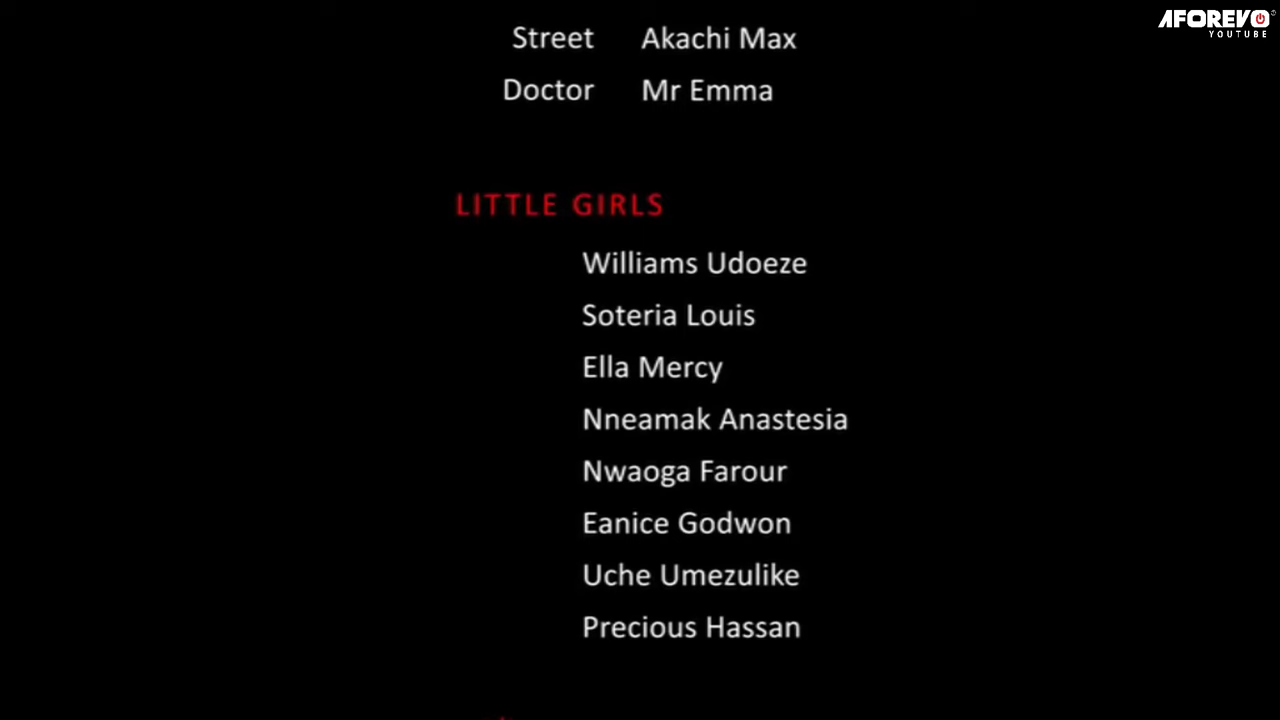 AFOREVO
YOUTUBE
Street Akachi Max
Doctor Mr Emma
LITTLE GIRLS
Williams Udoeze
Soteria Louis
Ella Mercy
Nneamak Anastesia
Nwaoga Farour
Eanice Godwon
Uche Umezulike
Precious Hassan